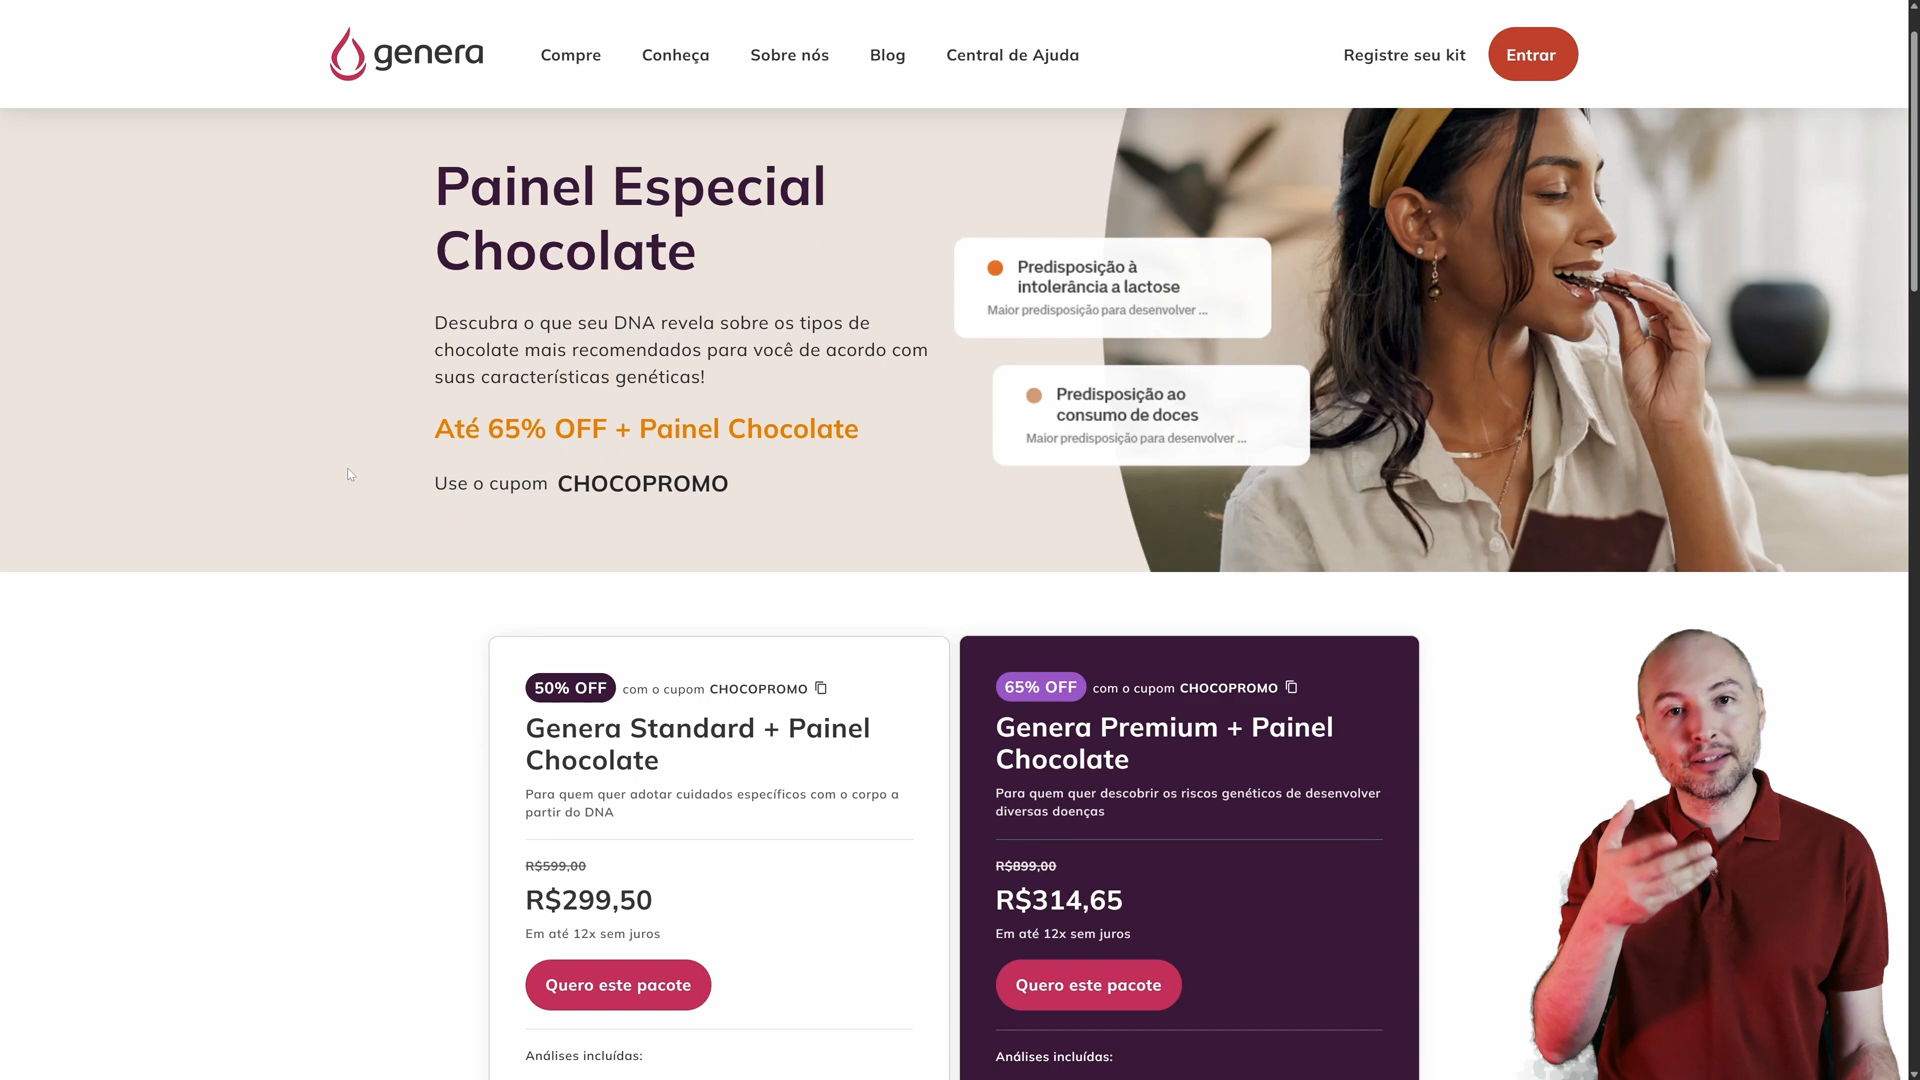 genera
Compre
Conheça
Sobre nós
Blog
Central de Ajuda
Registre seu kit
Entrar
Painel Especial
Chocolate
Descubra o que seu DNA revela sobre os tipos de
chocolate mais recomendados para você de acordo com
suas características genéticas!
Até 65% OFF + Painel Chocolate
Use o cupom CHOCOPROMO
Predisposição à
intolerância a lactose
Maior predisposição para desenvolver ...
Predisposição ao
consumo de doces
Maior predisposição para desenvolver ...
50% OFF com o cupom CHOCOPROMO
Genera Standard + Painel
Chocolate
Para quem quer adotar cuidados específicos com o corpo a
partir do DNA
R$599,00
R$299,50
Em até 12x sem juros
Quero este pacote
Análises incluídas:
65% OFF com o cupom CHOCOPROMO
Genera Premium + Painel
Chocolate
Para quem quer descobrir os riscos genéticos de desenvolver
diversas doenças
R$899,00
R$314,65
Em até 12x sem juros
Quero este pacote
Análises incluídas: